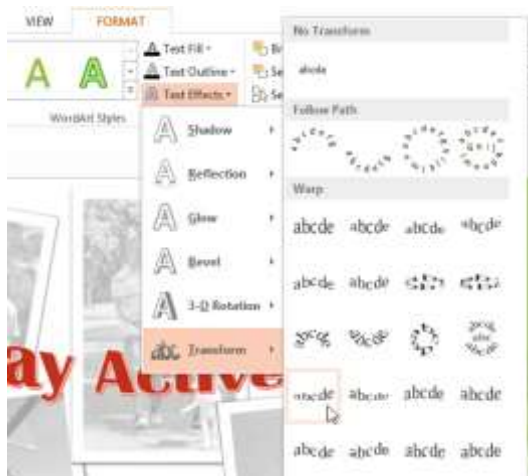 VIEW FORMAT
A A
Text Fill
Text Outline
Text Effects
WordArt Styles
Shadow
Reflection
Glow
Bevel
3-D Rotation
Transform
No Transform
abcde
Follow Path
Warp
abcde abcde abcde abcde
abcde abcde
abcde abcde
abcde abcde abcde abcde
abcde abcde abcde abcde
ay Active